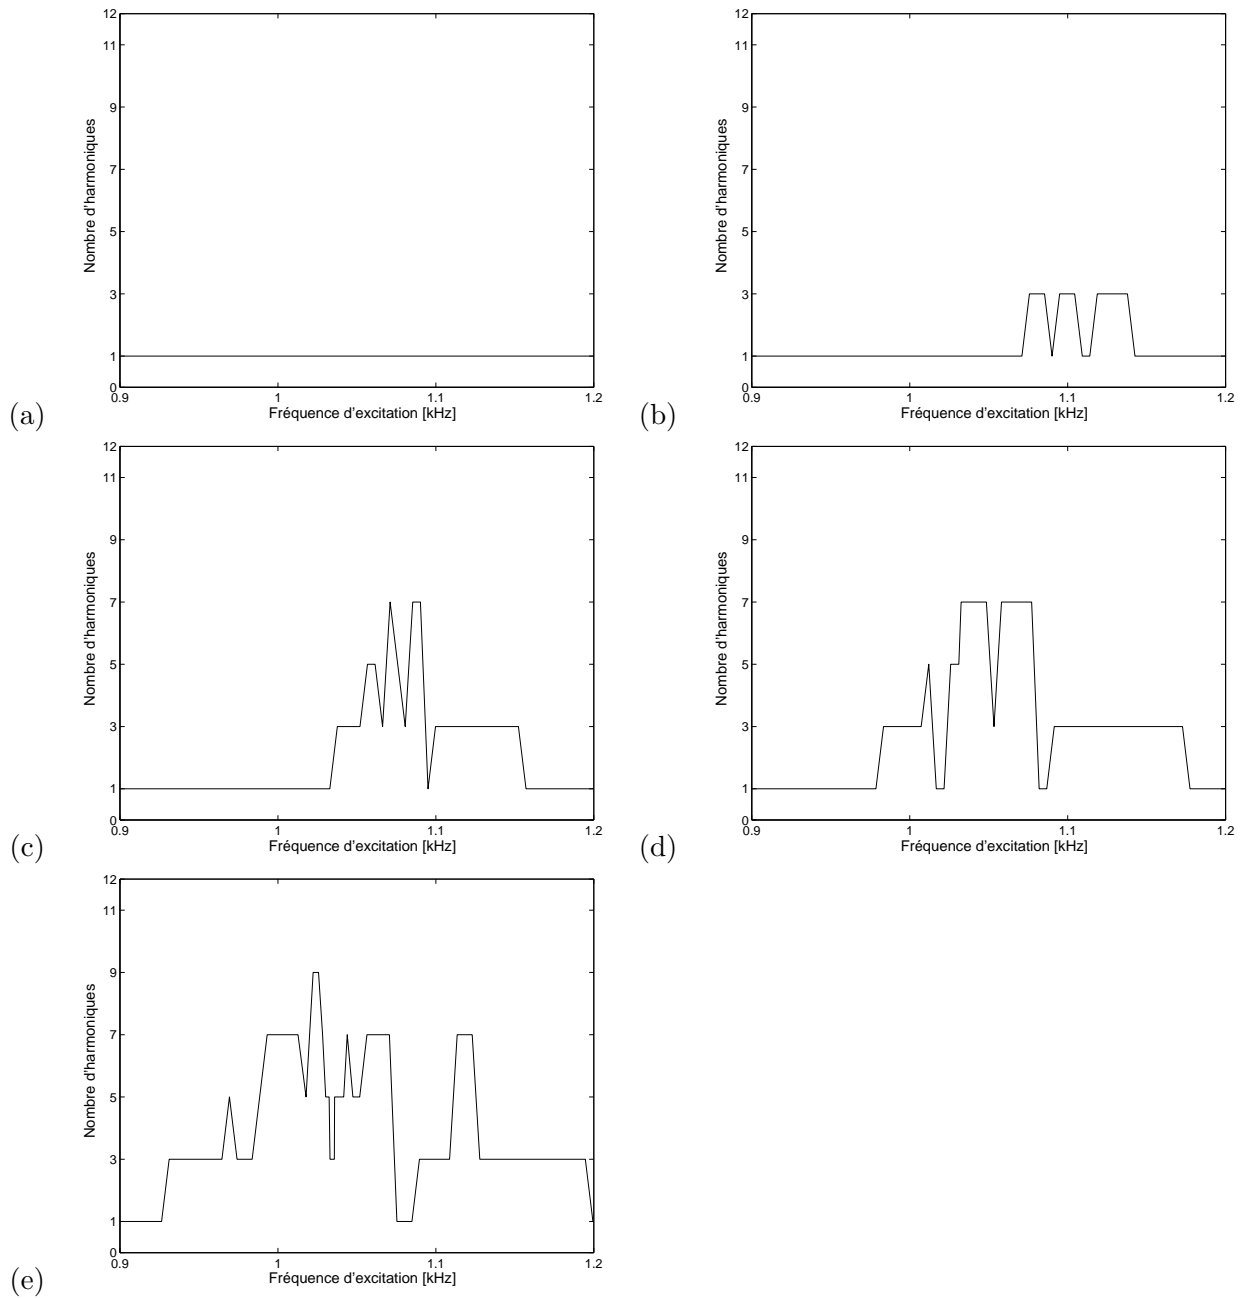 12
11
9
7
5
3
1
0
Nombre d'harmoniques
0.9 1 1.1 1.2
Fréquence d'excitation [kHz]
(a)
12
11
9
7
5
3
1
0
Nombre d'harmoniques
0.9 1 1.1 1.2
Fréquence d'excitation [kHz]
(b)
12
11
9
7
5
3
1
0
Nombre d'harmoniques
0.9 1 1.1 1.2
Fréquence d'excitation [kHz]
(c)
12
11
9
7
5
3
1
0
Nombre d'harmoniques
0.9 1 1.1 1.2
Fréquence d'excitation [kHz]
(d)
12
11
9
7
5
3
1
0
Nombre d'harmoniques
0.9 1 1.1 1.2
Fréquence d'excitation [kHz]
(e)